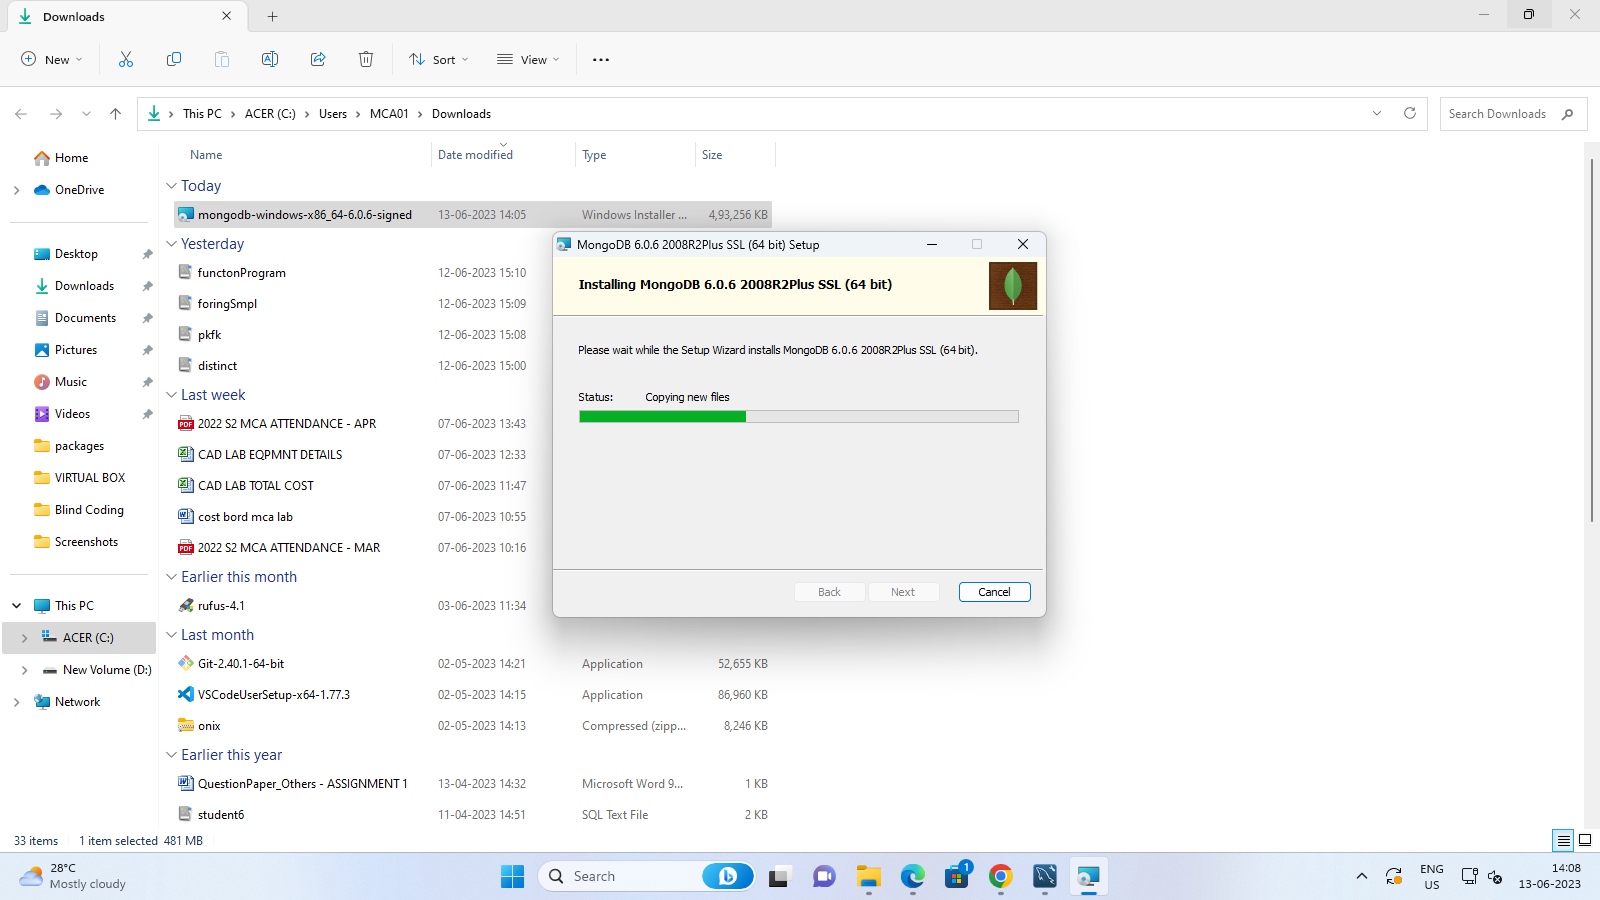 Downloads
New
Sort
View
This PC
ACER (C:)
Users
MCA01
Downloads
Search Downloads
Home
OneDrive
Desktop
Downloads
Documents
Pictures
Music
Videos
packages
VIRTUAL BOX
Blind Coding
Screenshots
This PC
ACER (C:)
New Volume (D:)
Network
Name Date modified Type Size
Today
mongodb-windows-x86_64-6.0.6-signed 13-06-2023 14:05 Windows Installer ... 4,93,256 KB
Yesterday
functonProgram 12-06-2023 15:10
foringSmpl 12-06-2023 15:09
pkfk 12-06-2023 15:08
distinct 12-06-2023 15:00
Last week
2022 S2 MCA ATTENDANCE - APR 07-06-2023 13:43
CAD LAB EQPMNT DETAILS 07-06-2023 12:33
CAD LAB TOTAL COST 07-06-2023 11:47
cost bord mca lab 07-06-2023 10:55
2022 S2 MCA ATTENDANCE - MAR 07-06-2023 10:16
Earlier this month
rufus-4.1 03-06-2023 11:34
Last month
Git-2.40.1-64-bit 02-05-2023 14:21 Application 52,655 KB
VSCodeUserSetup-x64-1.77.3 02-05-2023 14:15 Application 86,960 KB
onix 02-05-2023 14:13 Compressed (zipp... 8,246 KB
Earlier this year
QuestionPaper_Others - ASSIGNMENT 1 13-04-2023 14:32 Microsoft Word 9... 1 KB
student6 11-04-2023 14:51 SQL Text File 2 KB
MongoDB 6.0.6 2008R2Plus SSL (64 bit) Setup
Installing MongoDB 6.0.6 2008R2Plus SSL (64 bit)
Please wait while the Setup Wizard installs MongoDB 6.0.6 2008R2Plus SSL (64 bit).
Status: Copying new files
Back
Next
Cancel
33 items 1 item selected 481 MB
28°C
Mostly cloudy
Search
1
ENG
US
14:08
13-06-2023